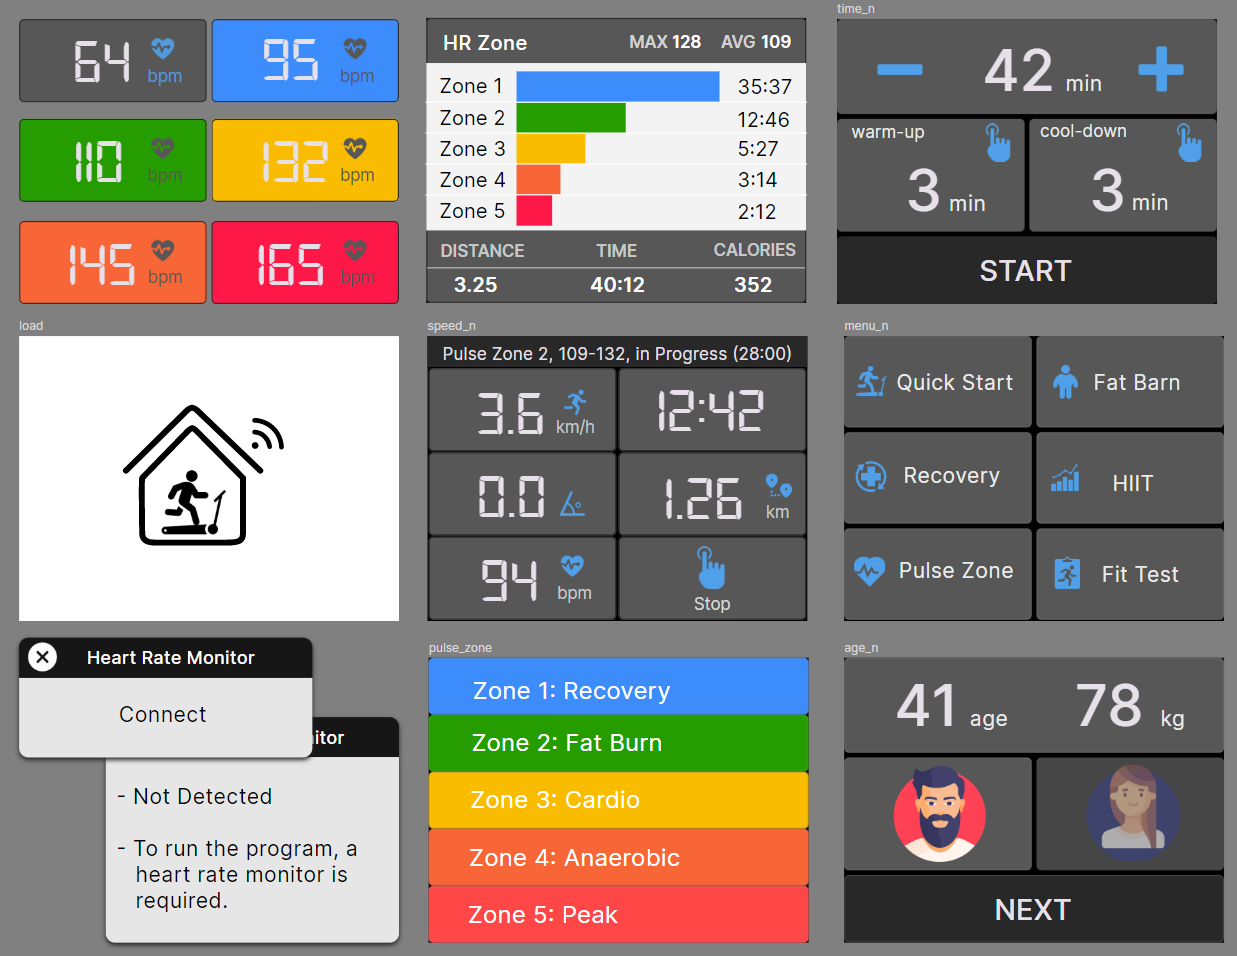 64 bpm
95 bpm
110 bpm
132 bpm
145 bpm
165 bpm
HR Zone MAX 128 AVG 109
Zone 1 35:37
Zone 2 12:46
Zone 3 5:27
Zone 4 3:14
Zone 5 2:12
DISTANCE TIME CALORIES
3.25 40:12 352
time_n
42 min
warm-up
3 min
cool-down
3 min
START
load
speed_n
Pulse Zone 2, 109-132, in Progress (28:00)
3.6 km/h
12:42
0.0
1.26 km
94 bpm
Stop
menu_n
Quick Start
Fat Barn
Recovery
HIIT
Pulse Zone
Fit Test
Heart Rate Monitor
Connect
itor
- Not Detected
- To run the program, a
heart rate monitor is
required.
pulse_zone
Zone 1: Recovery
Zone 2: Fat Burn
Zone 3: Cardio
Zone 4: Anaerobic
Zone 5: Peak
age_n
41 age 78 kg
NEXT